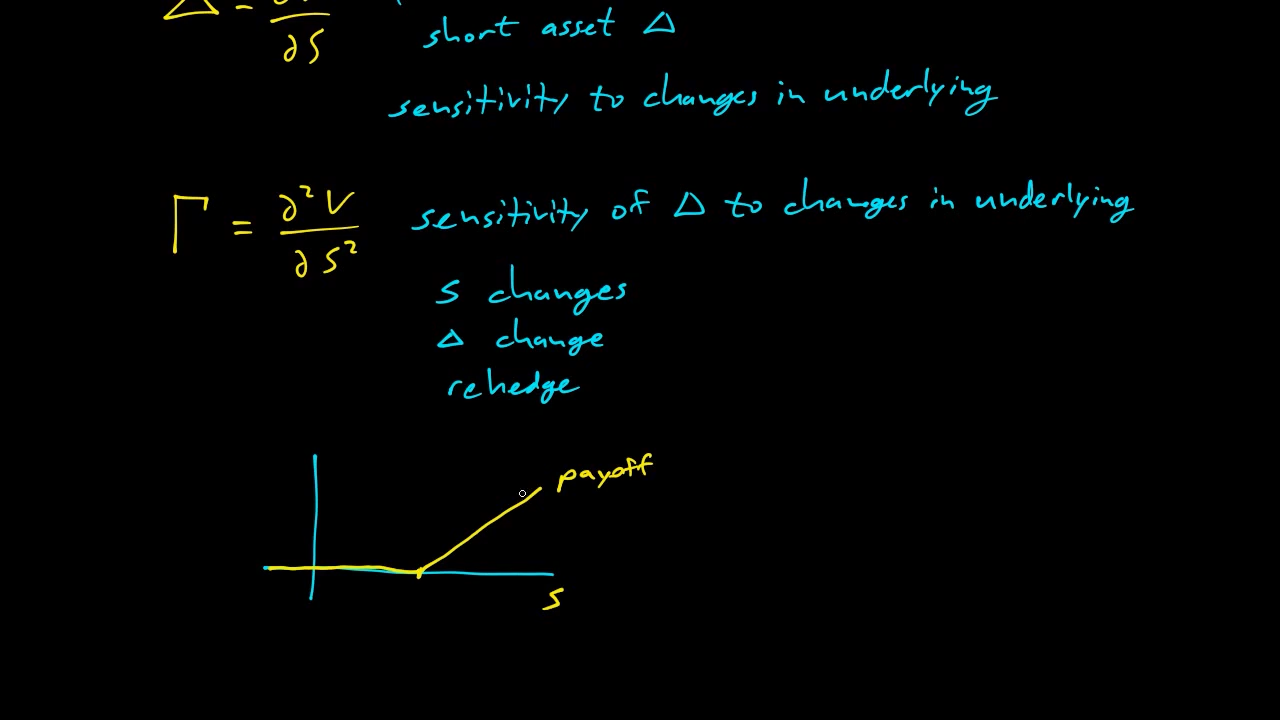 Δ =
∂S
short asset Δ
sensitivity to changes in underlying
Γ = ∂²V / ∂S² sensitivity of Δ to changes in underlying
S changes
Δ change
rehedge
payoff
S